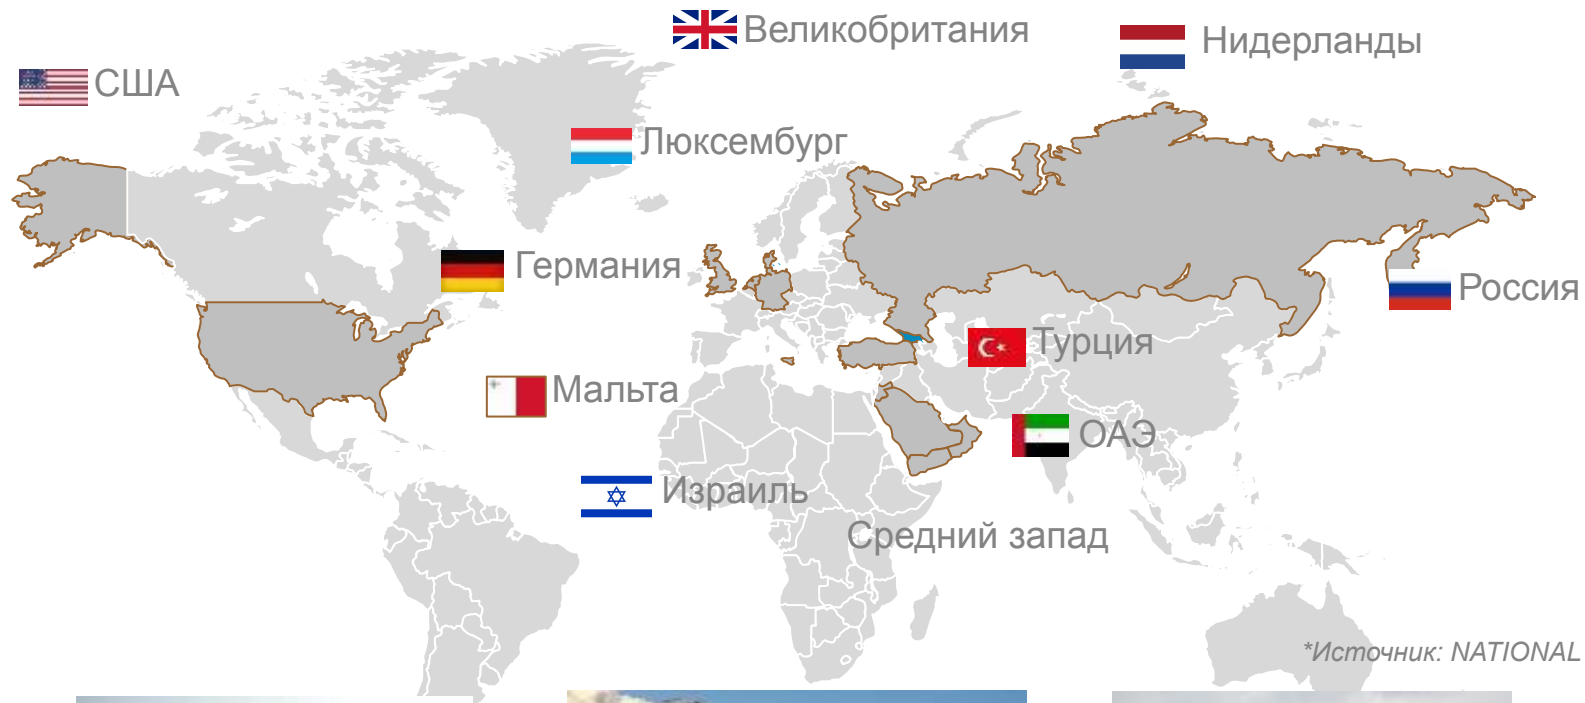 Великобритания
Нидерланды
США
Люксембург
Германия
Россия
Турция
Мальта
ОАЭ
Израиль
Средний запад
*Источник: NATIONAL